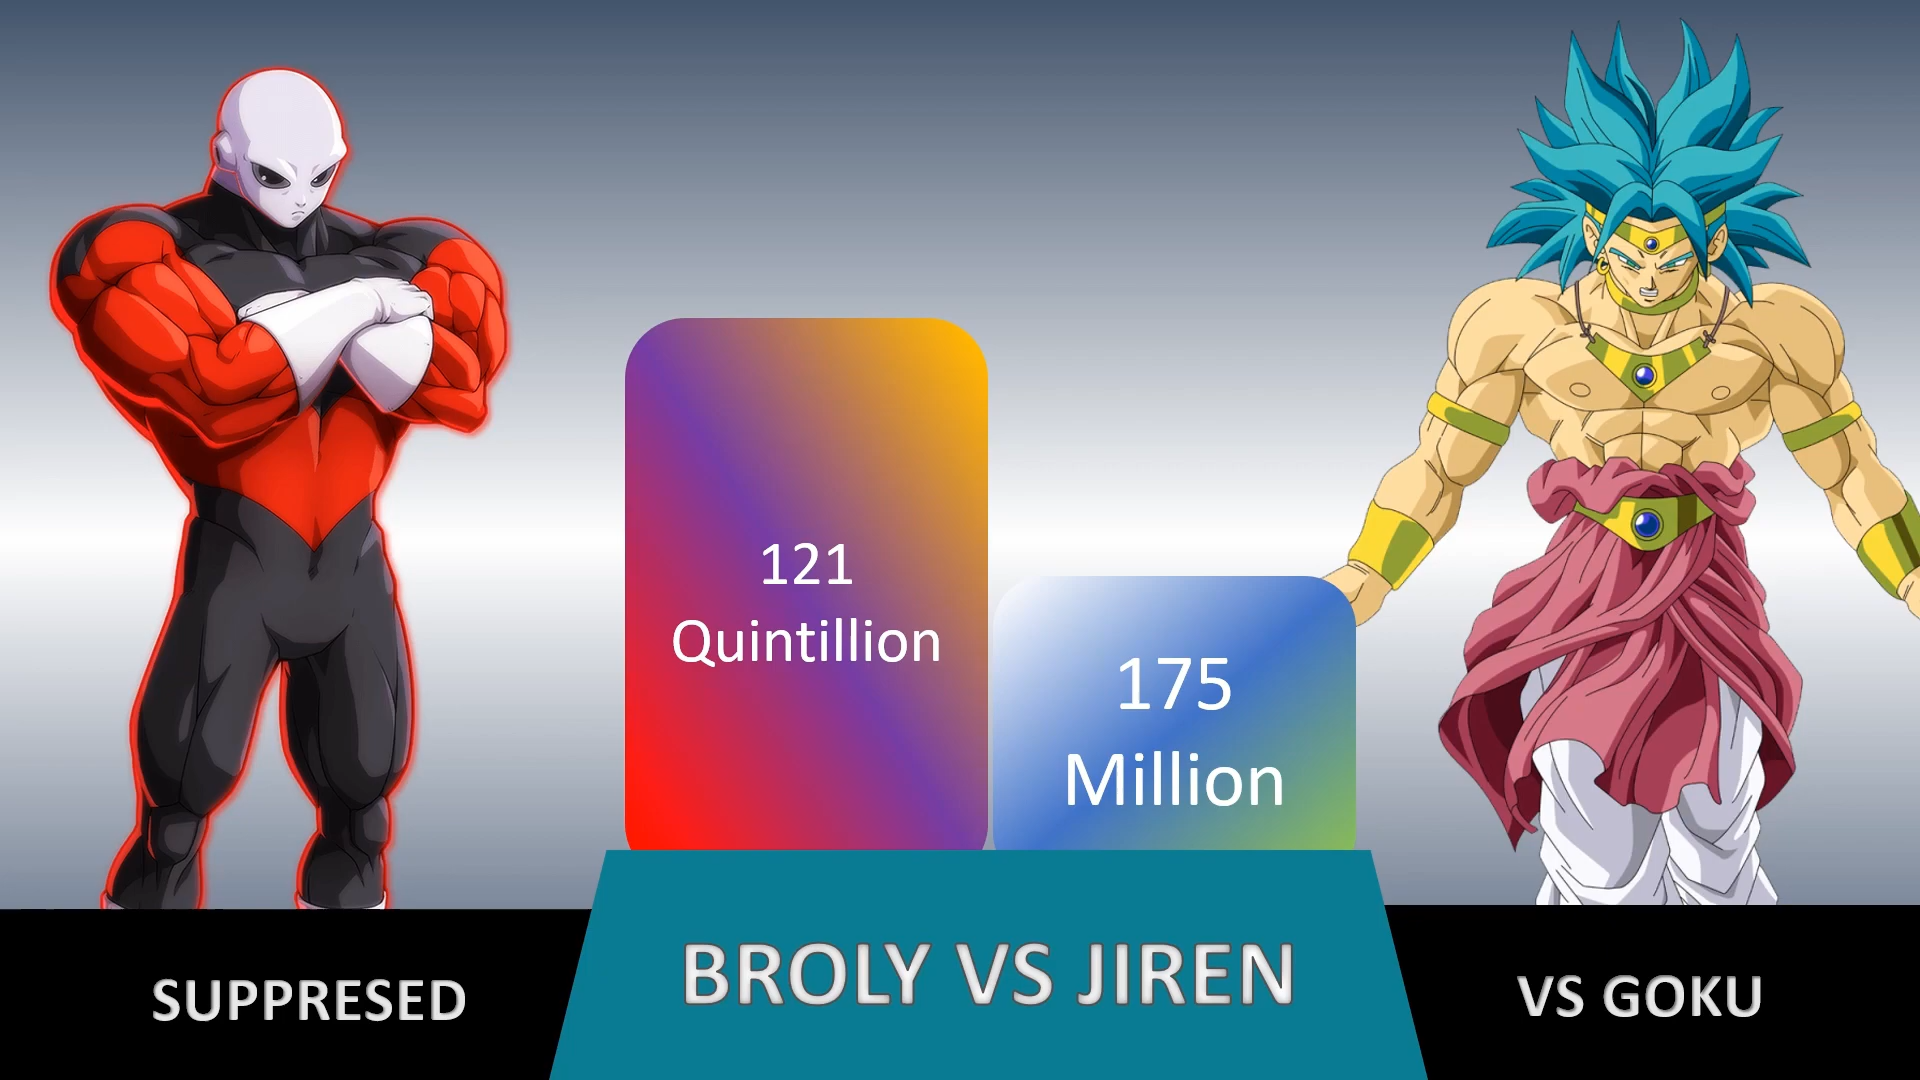 121
Quintillion
175
Million
SUPPRESED
BROLY VS JIREN
VS GOKU